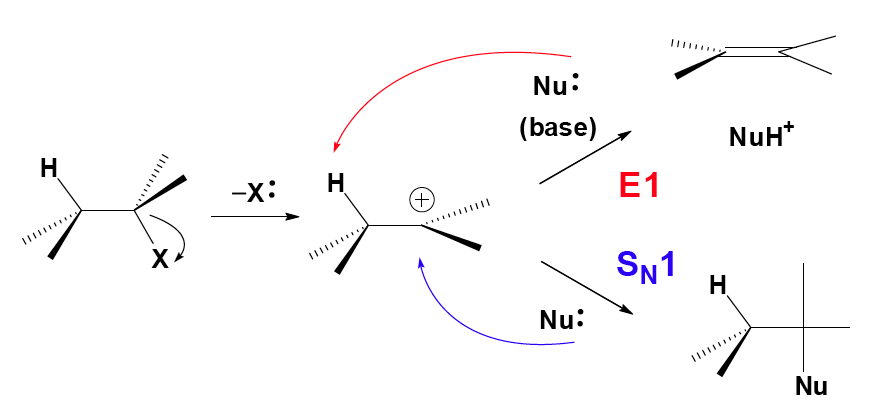 H
X
–X:
H
+
Nu:
(base)
E1
NuH+
SN1
Nu:
H
Nu